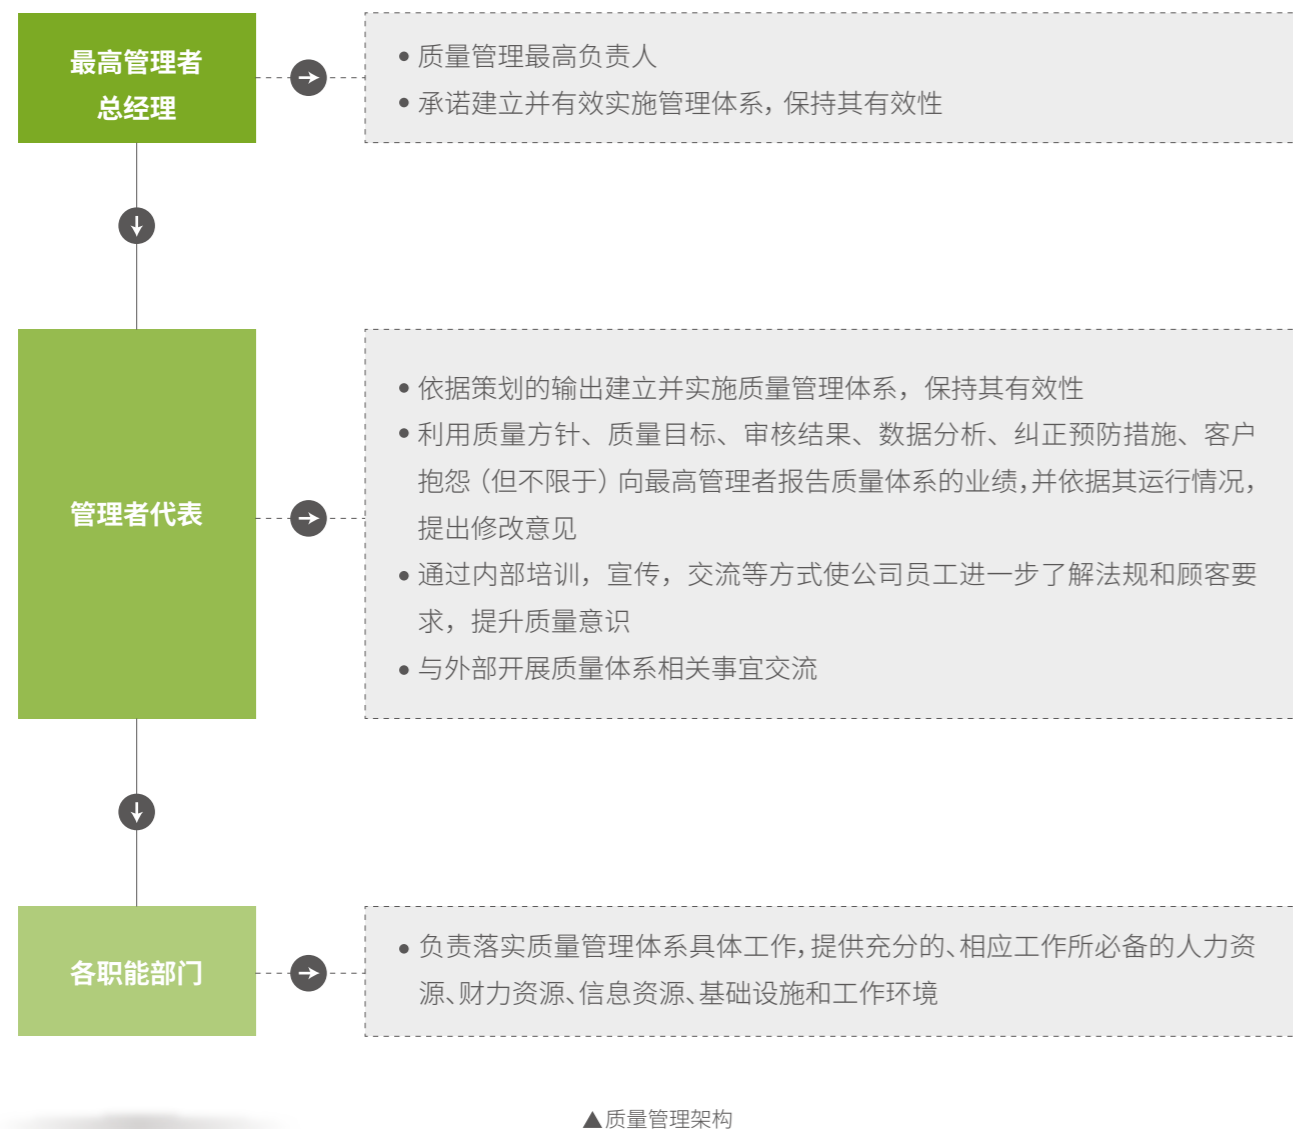 最高管理者
总经理
● 质量管理最高负责人
● 承诺建立并有效实施管理体系，保持其有效性
管理者代表
● 依据策划的输出建立并实施质量管理体系，保持其有效性
● 利用质量方针、质量目标、审核结果、数据分析、纠正预防措施、客户
抱怨（但不限于）向最高管理者报告质量体系的业绩，并依据其运行情况，
提出修改意见
● 通过内部培训，宣传，交流等方式使公司员工进一步了解法规和顾客要
求，提升质量意识
● 与外部开展质量体系相关事宜交流
各职能部门
● 负责落实质量管理体系具体工作，提供充分的、相应工作所必备的人力资
源、财力资源、信息资源、基础设施和工作环境
▲质量管理架构